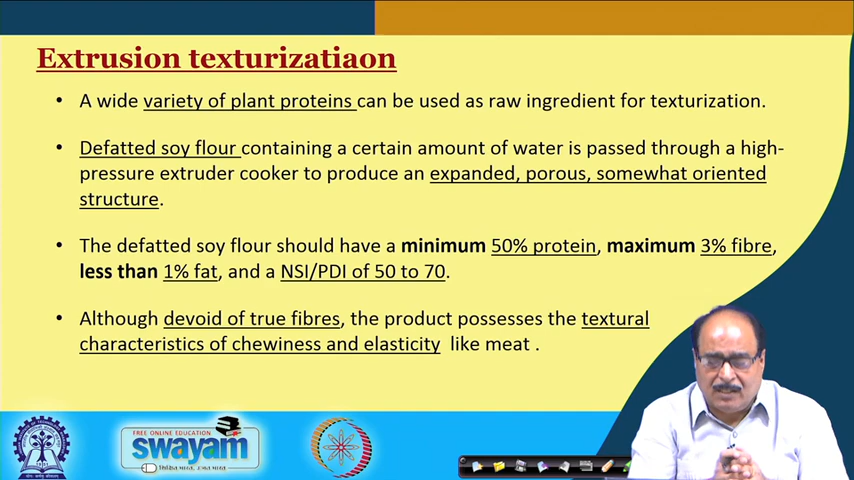 Extrusion texturizatiaon
• A wide variety of plant proteins can be used as raw ingredient for texturization.
• Defatted soy flour containing a certain amount of water is passed through a high-
pressure extruder cooker to produce an expanded, porous, somewhat oriented
structure.
• The defatted soy flour should have a minimum 50% protein, maximum 3% fibre,
less than 1% fat, and a NSI/PDI of 50 to 70.
• Although devoid of true fibres, the product possesses the textural
characteristics of chewiness and elasticity like meat .
FREE ONLINE EDUCATION
swayam